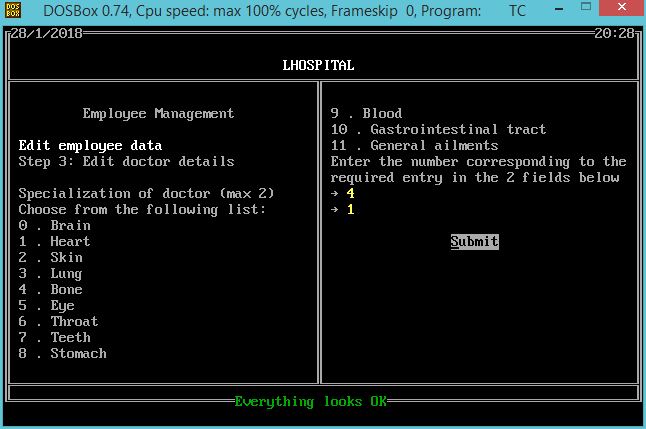 DOS BOX DOSBox 0.74, Cpu speed: max 100% cycles, Frameskip 0, Program: TC
28/1/2018 20:28
LHOSPITAL
Employee Management
Edit employee data
Step 3: Edit doctor details
Specialization of doctor (max 2)
Choose from the following list:
0 . Brain
1 . Heart
2 . Skin
3 . Lung
4 . Bone
5 . Eye
6 . Throat
7 . Teeth
8 . Stomach
9 . Blood
10 . Gastrointestinal tract
11 . General ailments
Enter the number corresponding to the
required entry in the 2 fields below
→ 4
→ 1
Submit
Everything looks OK